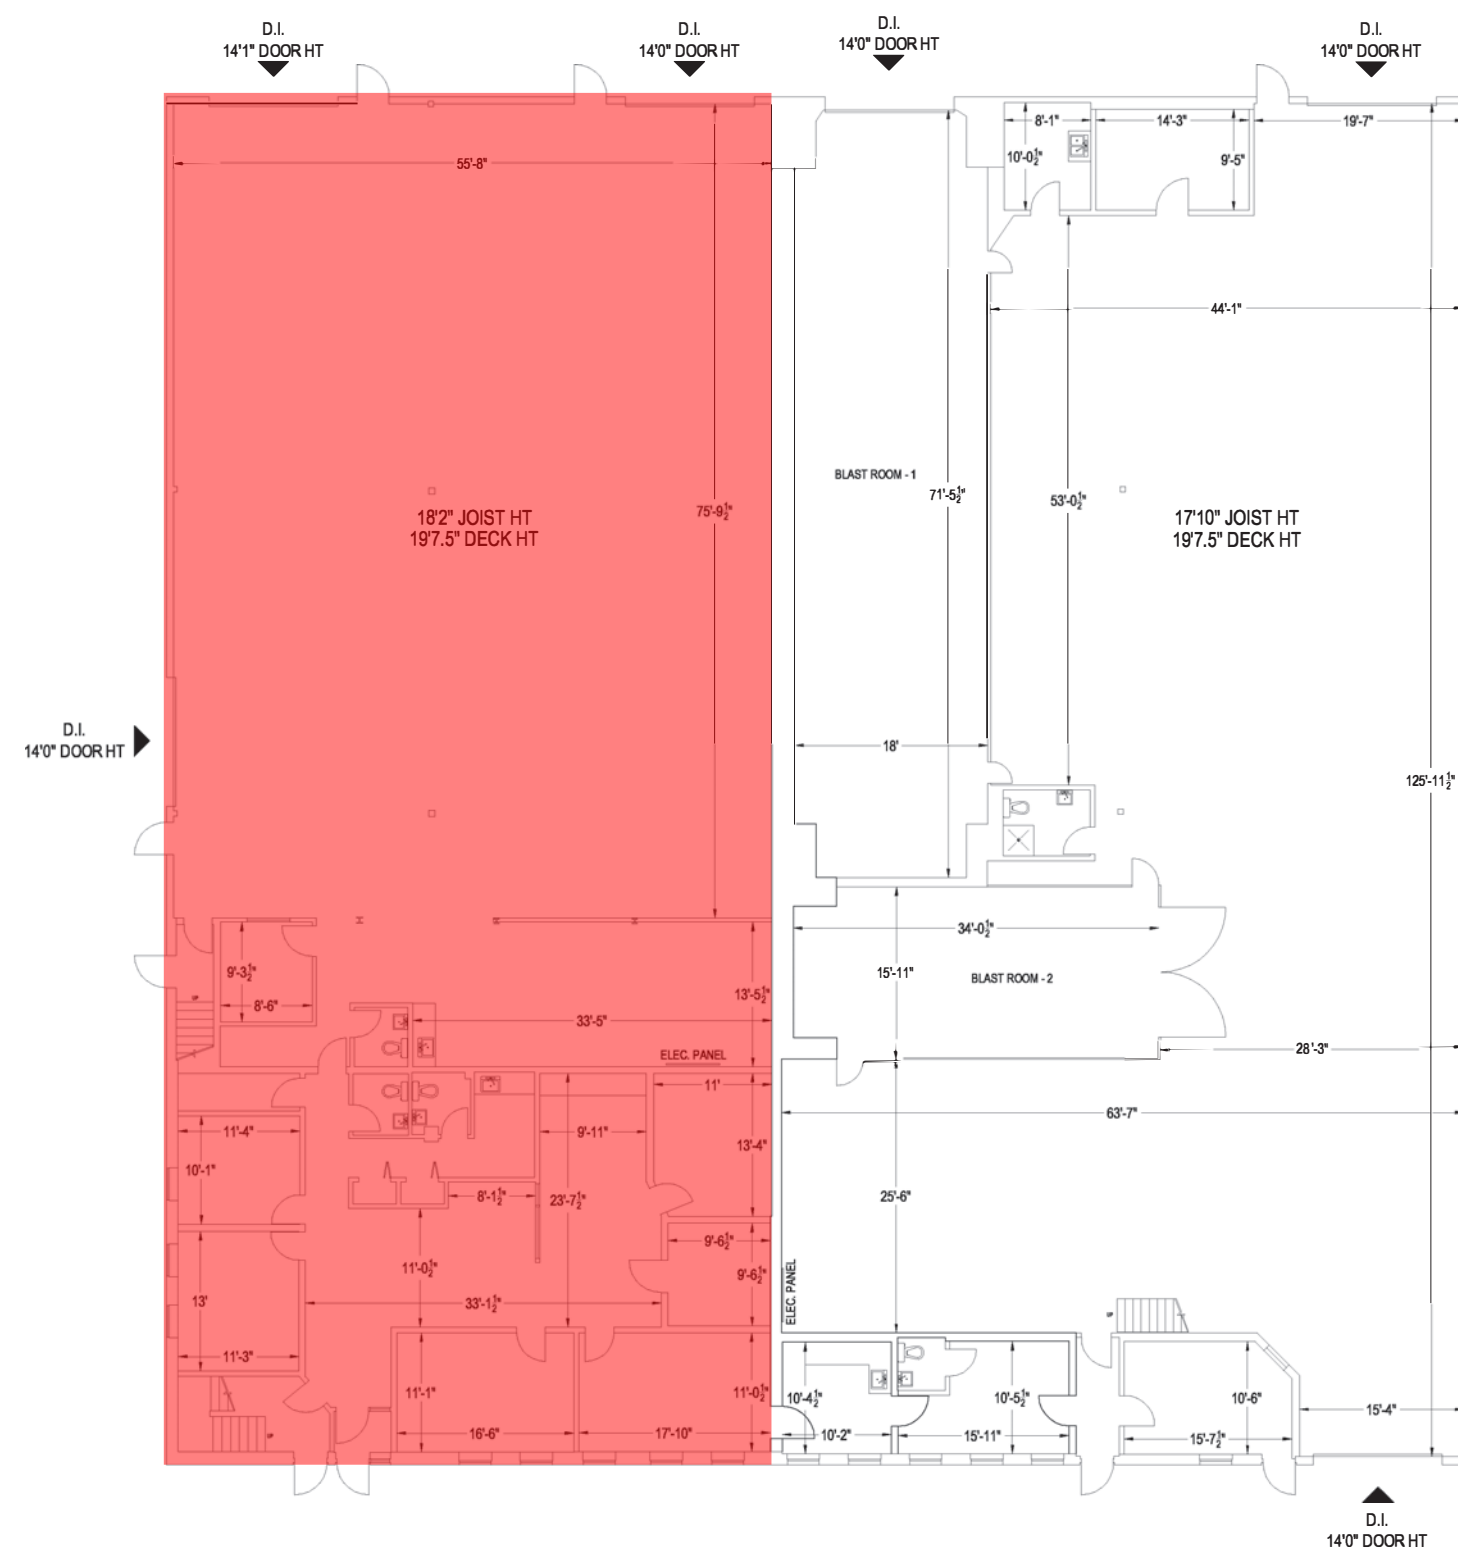 D.I.
14'1" DOOR HT
D.I.
14'0" DOOR HT
D.I.
14'0" DOOR HT
D.I.
14'0" DOOR HT
8'-1"
14'-3"
19'-7"
10'-0½"
9'-5"
55'-8"
44'-1"
BLAST ROOM - 1
71'-5½"
53'-0½"
75'-9½"
18'2" JOIST HT
19'7.5" DECK HT
17'10" JOIST HT
19'7.5" DECK HT
D.I.
14'0" DOOR HT
18'
125'-11½"
34'-0½"
15'-11"
BLAST ROOM - 2
9'-3½"
8'-6"
13'-5½"
UP
33'-5"
ELEC. PANEL
28'-3"
11'
63'-7"
11'-4"
9'-11"
13'-4"
10'-1"
8'-1½"
23'-7½"
25'-6"
9'-6½"
11'-0½"
9'-6½"
ELEC. PANEL
13'
33'-1½"
UP
11'-3"
11'-1"
11'-0½"
10'-4½"
10'-5½"
10'-6"
15'-4"
UP
16'-6"
17'-10"
10'-2"
15'-11"
15'-7½"
D.I.
14'0" DOOR HT